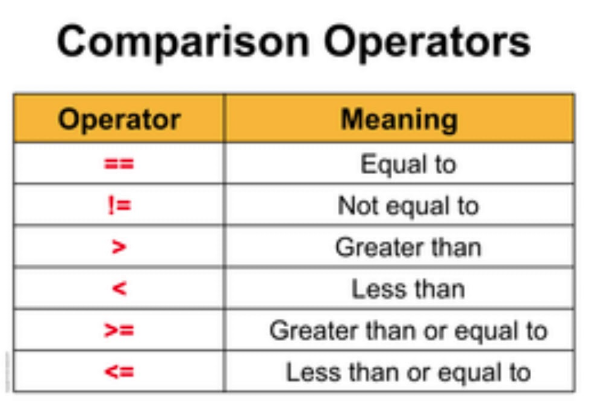 Comparison Operators
Operator Meaning
== Equal to
!= Not equal to
> Greater than
< Less than
>= Greater than or equal to
<= Less than or equal to